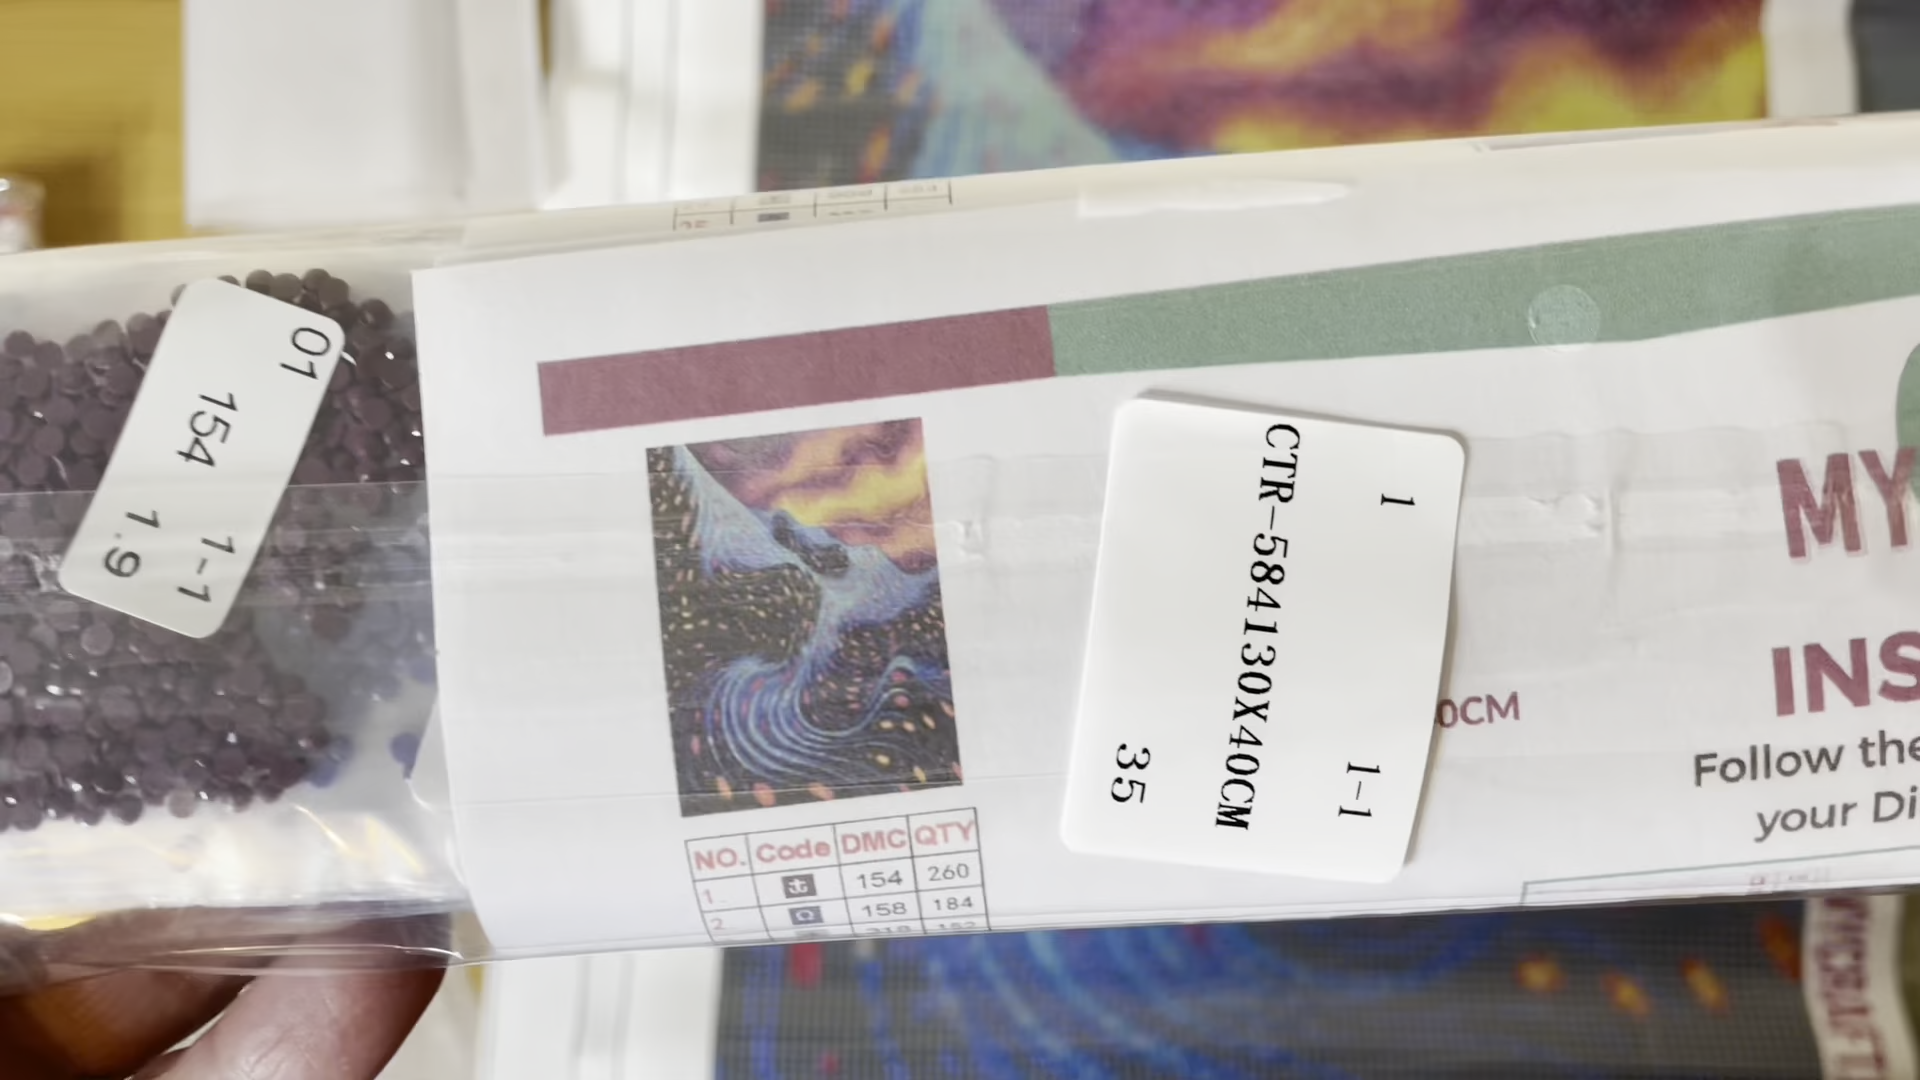 01
154
1-1
1.9
1
1-1
CTR-584130X40CM
35
0CM
MY
INS
Follow the
your Di
NO. Code DMC QTY
1. 154 260
2. 158 184